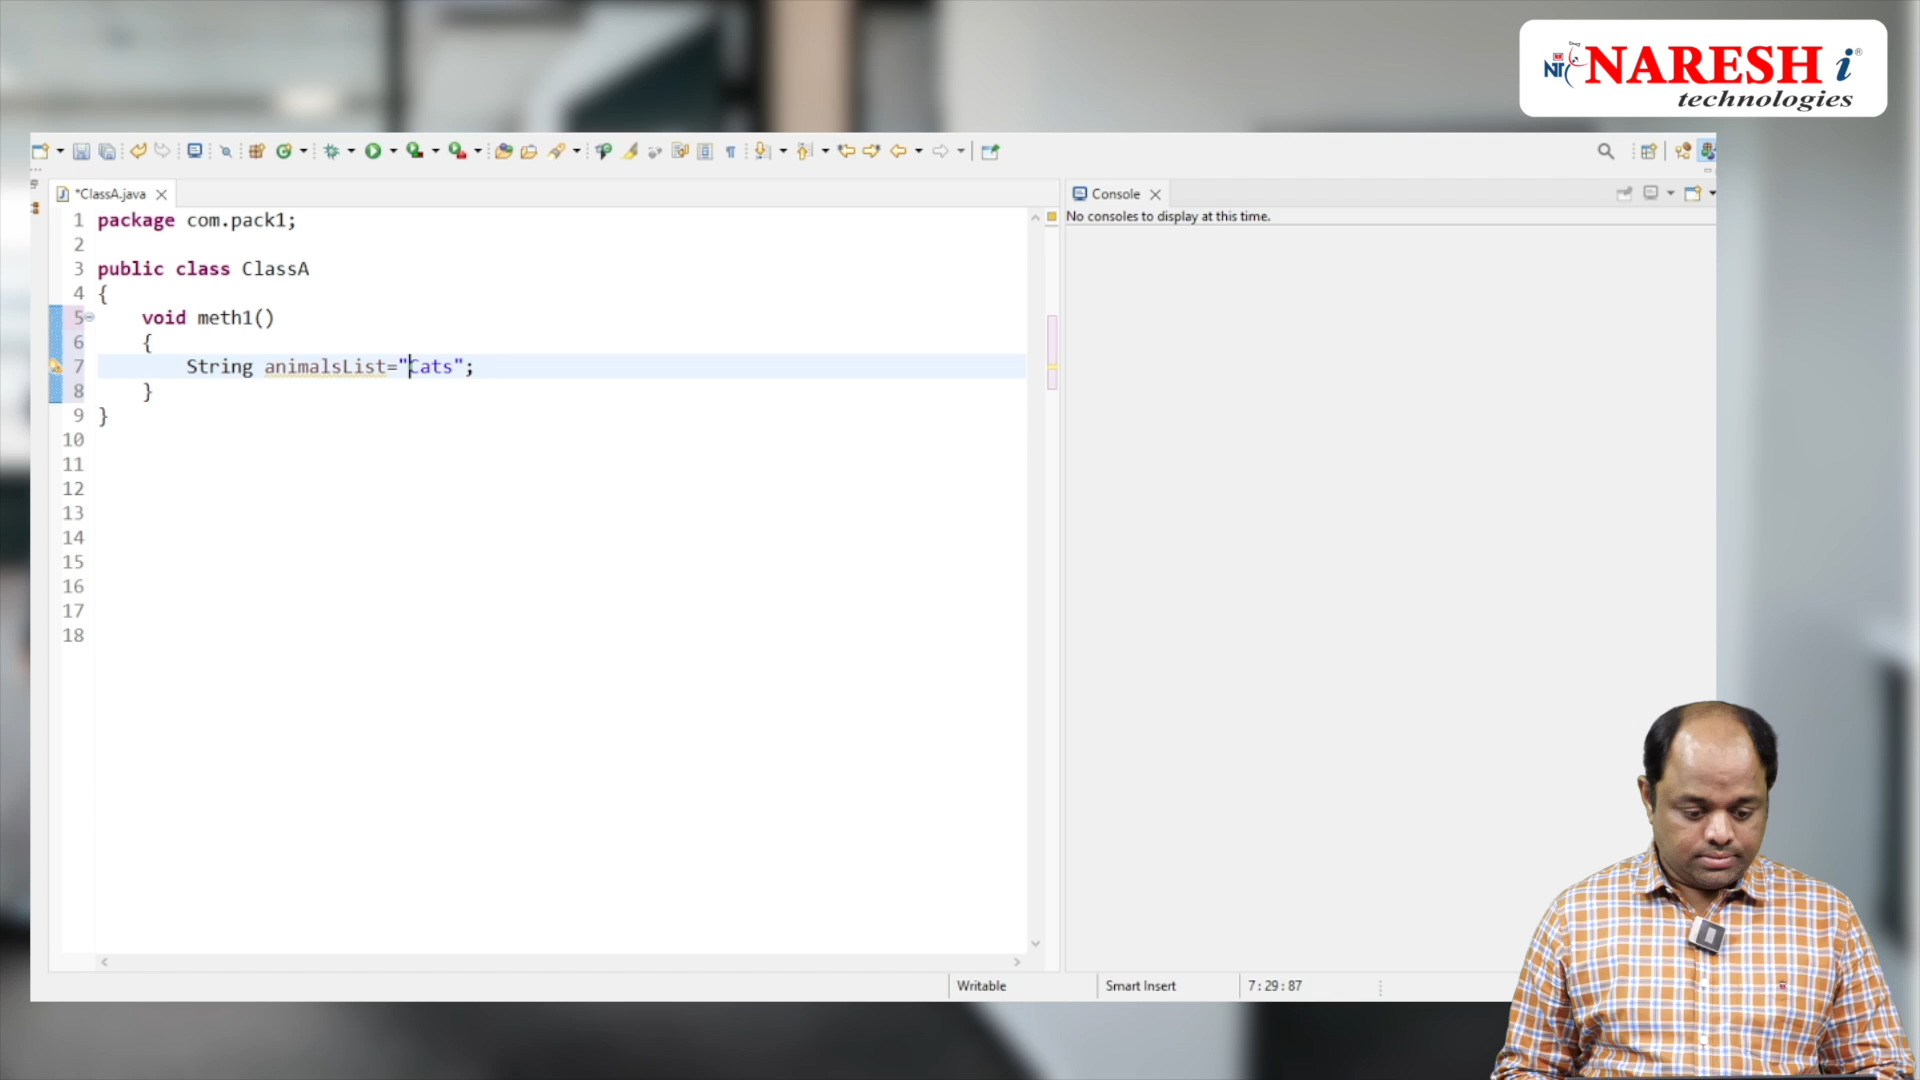 NARESH i
technologies
*ClassA.java
Console
No consoles to display at this time.
1 package com.pack1;
2
3 public class ClassA
4 {
5 void meth1()
6 {
7 String animalsList="Cats";
8 }
9 }
10
11
12
13
14
15
16
17
18
Writable
Smart Insert
7 : 29 : 87